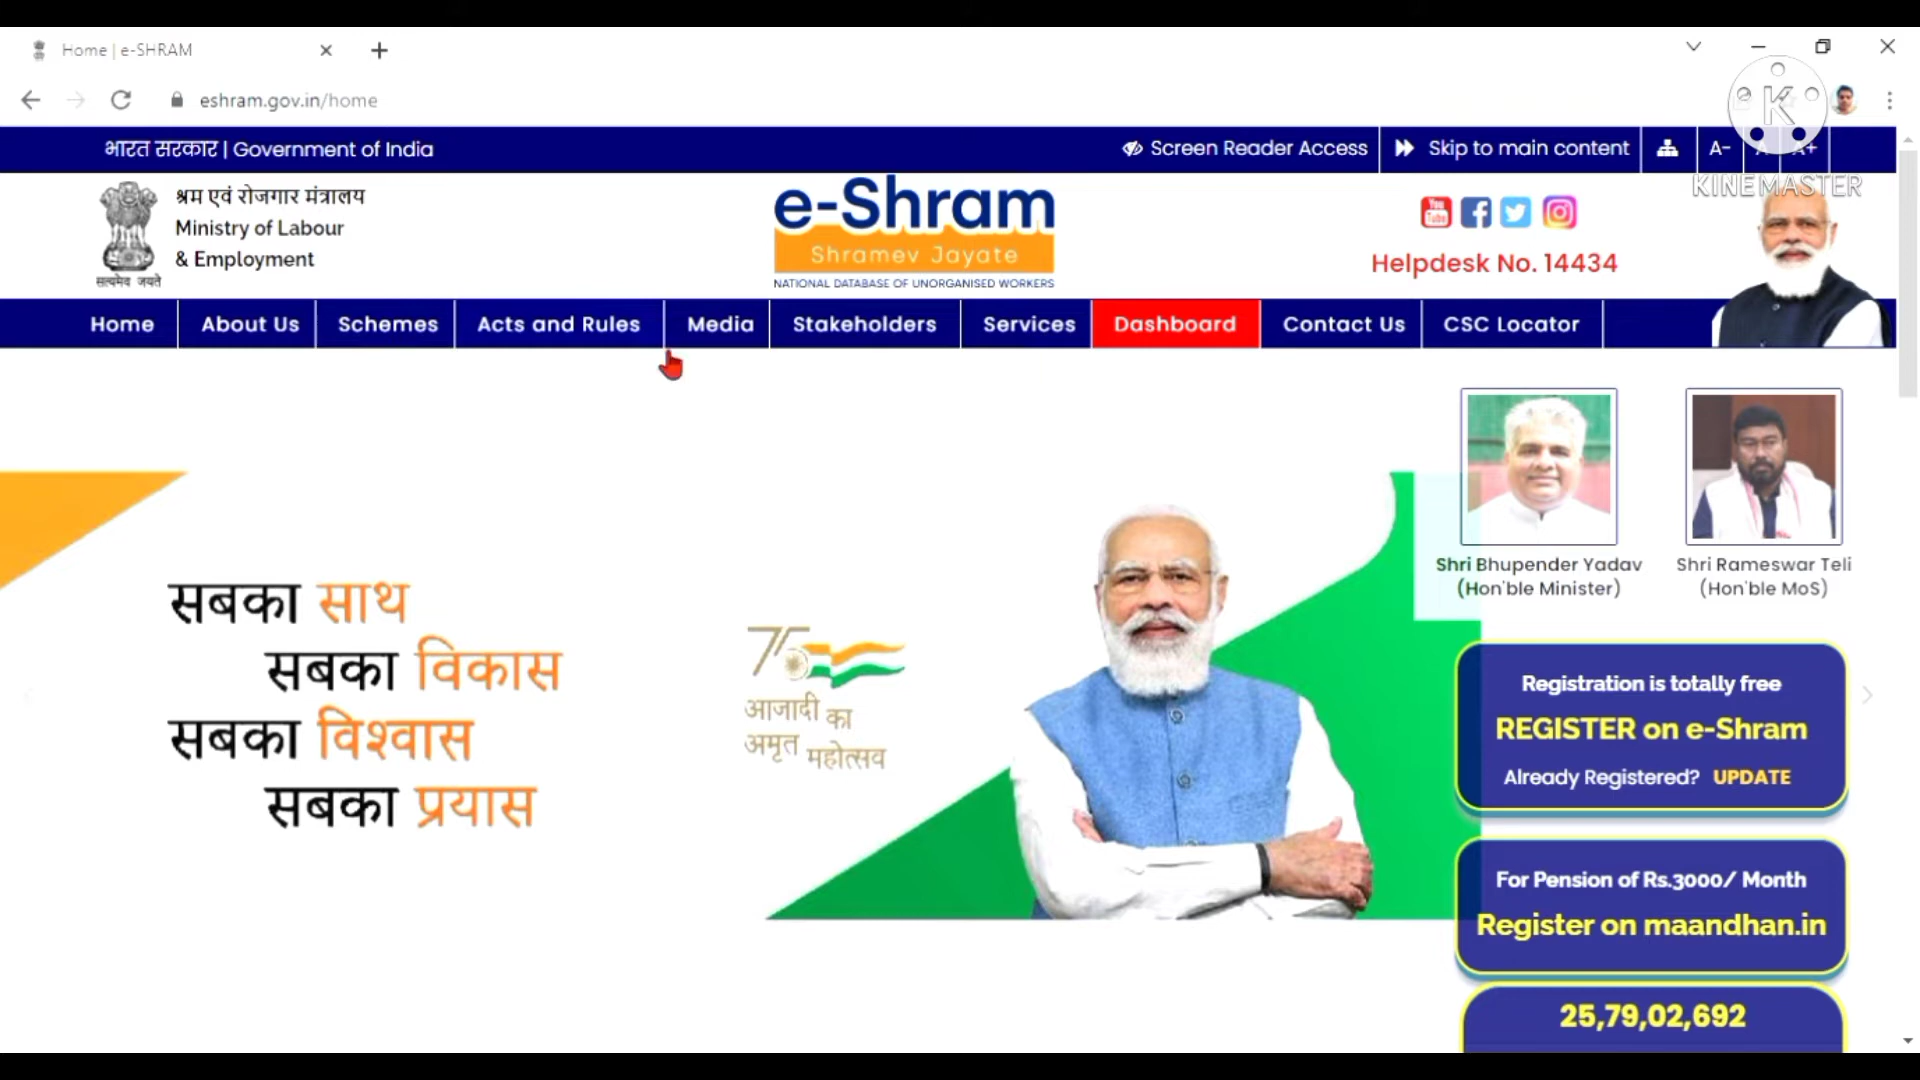 Home | e-SHRAM
eshram.gov.in/home
भारत सरकार | Government of India
Screen Reader Access
Skip to main content
A-
A+
KINEMASTER
श्रम एवं रोजगार मंत्रालय
Ministry of Labour
& Employment
सत्यमेव जयते
e-Shram
Shramev Jayate
NATIONAL DATABASE OF UNORGANISED WORKERS
You Tube
Helpdesk No. 14434
Home
About Us
Schemes
Acts and Rules
Media
Stakeholders
Services
Dashboard
Contact Us
CSC Locator
Shri Bhupender Yadav
(Hon'ble Minister)
Shri Rameswar Teli
(Hon'ble MoS)
सबका साथ
सबका विकास
सबका विश्वास
सबका प्रयास
75
आजादी का
अमृत महोत्सव
Registration is totally free
REGISTER on e-Shram
Already Registered? UPDATE
For Pension of Rs.3000/ Month
Register on maandhan.in
25,79,02,692